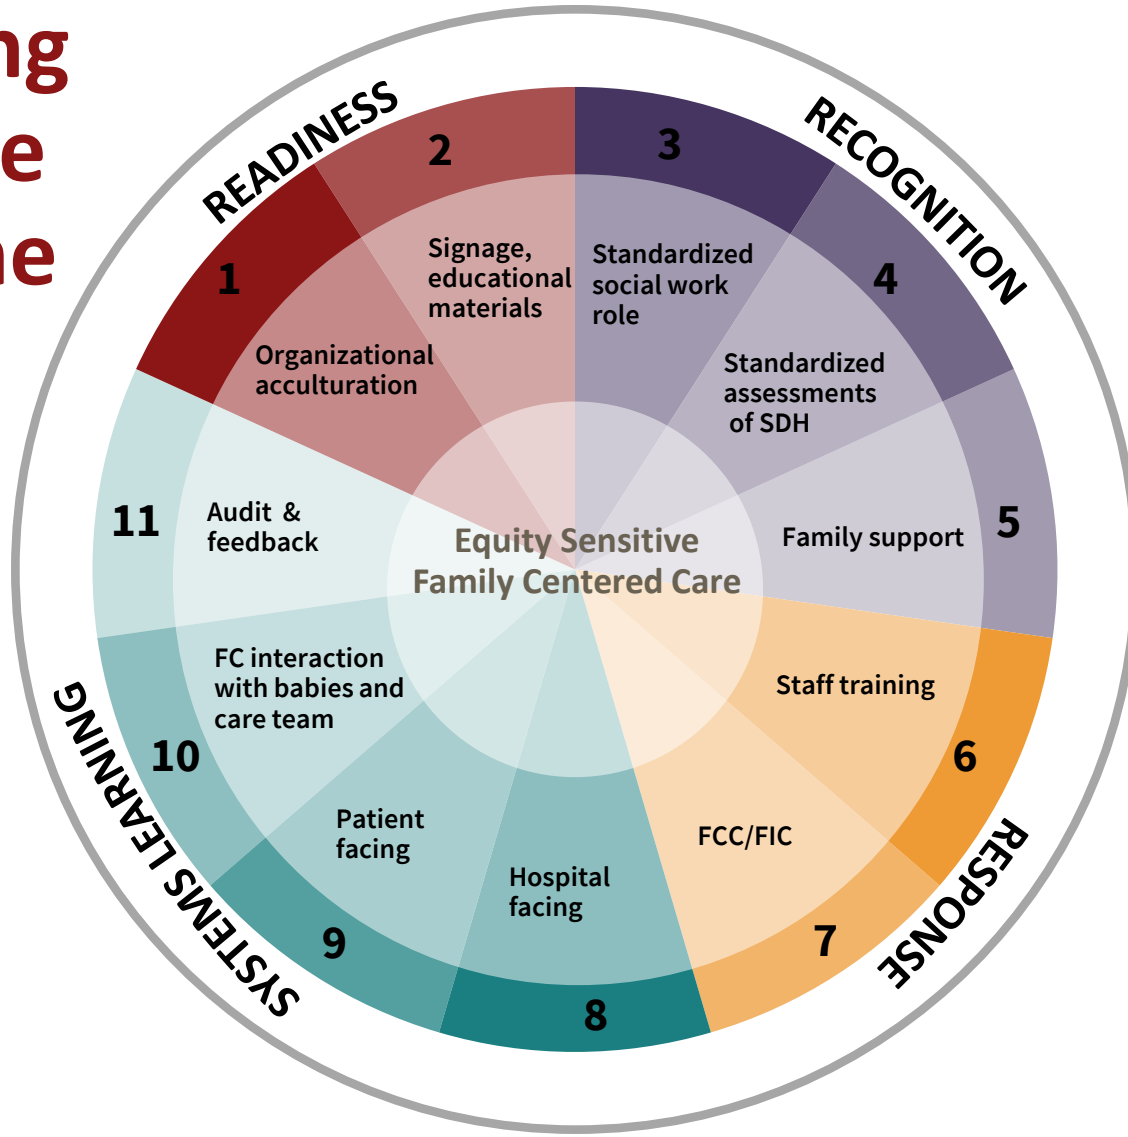 ng
e
ne
READINESS
RECOGNITION
RESPONSE
SYSTEMS LEARNING
1
Organizational
acculturation
2
Signage,
educational
materials
3
Standardized
social work
role
4
Standardized
assessments
of SDH
5
Family support
6
Staff training
7
FCC/FIC
8
Hospital
facing
9
Patient
facing
10
FC interaction
with babies and
care team
11
Audit & 
feedback
Equity Sensitive
Family Centered Care